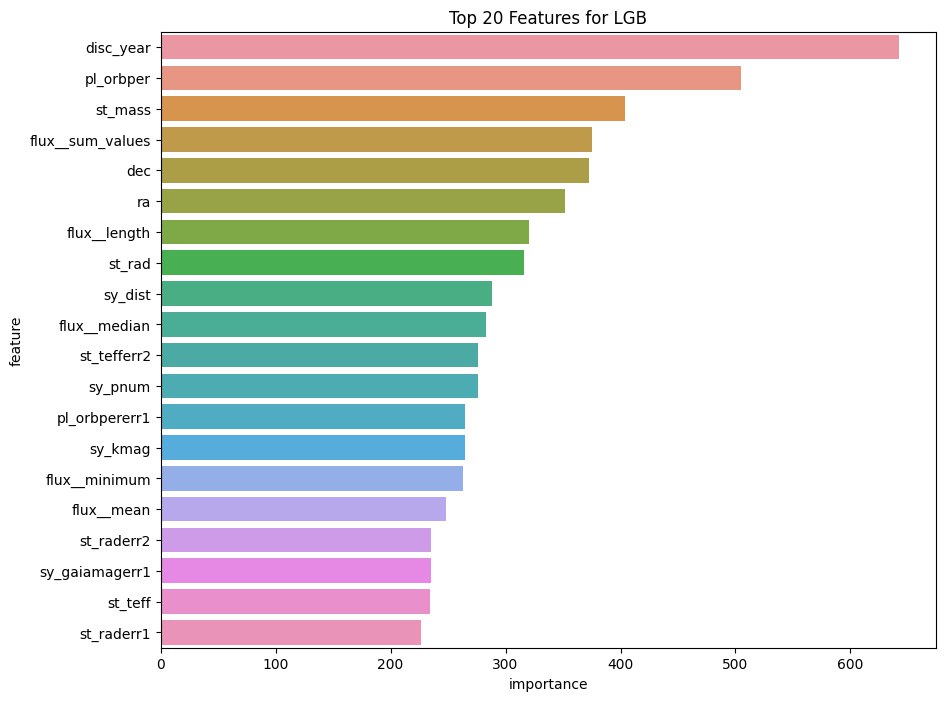 Top 20 Features for LGB
feature
disc_year
pl_orbper
st_mass
flux__sum_values
dec
ra
flux__length
st_rad
sy_dist
flux__median
st_tefferr2
sy_pnum
pl_orbpererr1
sy_kmag
flux__minimum
flux__mean
st_raderr2
sy_gaiamagerr1
st_teff
st_raderr1
0 100 200 300 400 500 600
importance